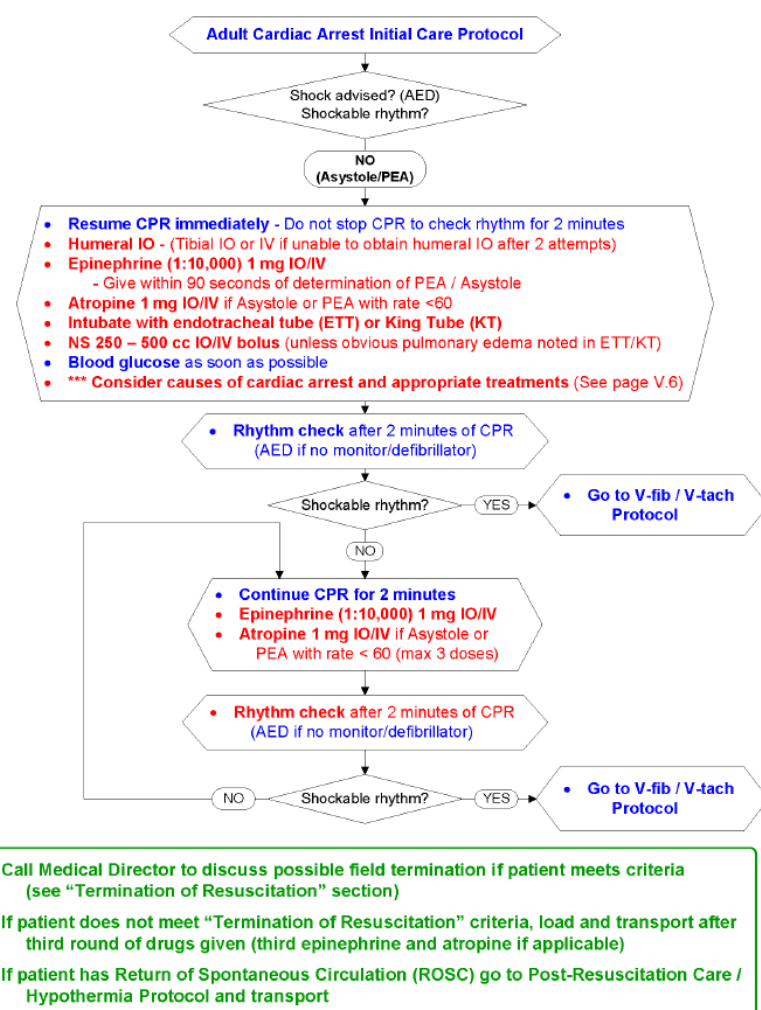 Adult Cardiac Arrest Initial Care Protocol
Shock advised? (AED)
Shockable rhythm?
NO
(Asystole/PEA)
• Resume CPR immediately - Do not stop CPR to check rhythm for 2 minutes
• Humeral IO - (Tibial IO or IV if unable to obtain humeral IO after 2 attempts)
• Epinephrine (1:10,000) 1 mg IO/IV
- Give within 90 seconds of determination of PEA / Asystole
• Atropine 1 mg IO/IV if Asystole or PEA with rate <60
• Intubate with endotracheal tube (ETT) or King Tube (KT)
• NS 250 – 500 cc IO/IV bolus (unless obvious pulmonary edema noted in ETT/KT)
• Blood glucose as soon as possible
• *** Consider causes of cardiac arrest and appropriate treatments (See page V.6)
• Rhythm check after 2 minutes of CPR
(AED if no monitor/defibrillator)
Shockable rhythm?
YES
• Go to V-fib / V-tach
Protocol
NO
• Continue CPR for 2 minutes
• Epinephrine (1:10,000) 1 mg IO/IV
• Atropine 1 mg IO/IV if Asystole or
PEA with rate < 60 (max 3 doses)
• Rhythm check after 2 minutes of CPR
(AED if no monitor/defibrillator)
NO
Shockable rhythm?
YES
• Go to V-fib / V-tach
Protocol
Call Medical Director to discuss possible field termination if patient meets criteria
(see “Termination of Resuscitation” section)
If patient does not meet “Termination of Resuscitation” criteria, load and transport after
third round of drugs given (third epinephrine and atropine if applicable)
If patient has Return of Spontaneous Circulation (ROSC) go to Post-Resuscitation Care /
Hypothermia Protocol and transport